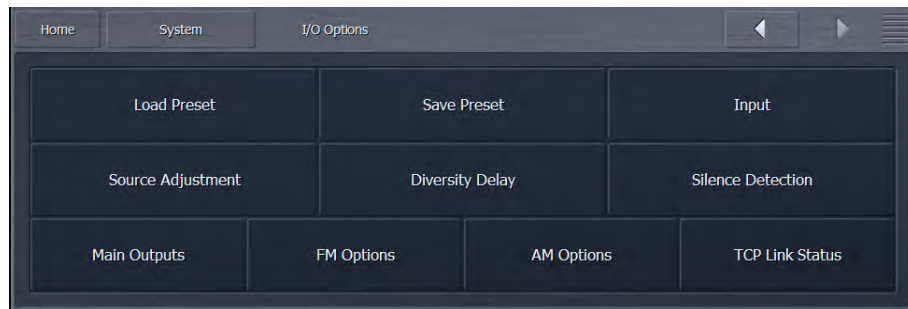 Home System I/O Options
Load Preset Save Preset Input
Source Adjustment Diversity Delay Silence Detection
Main Outputs FM Options AM Options TCP Link Status